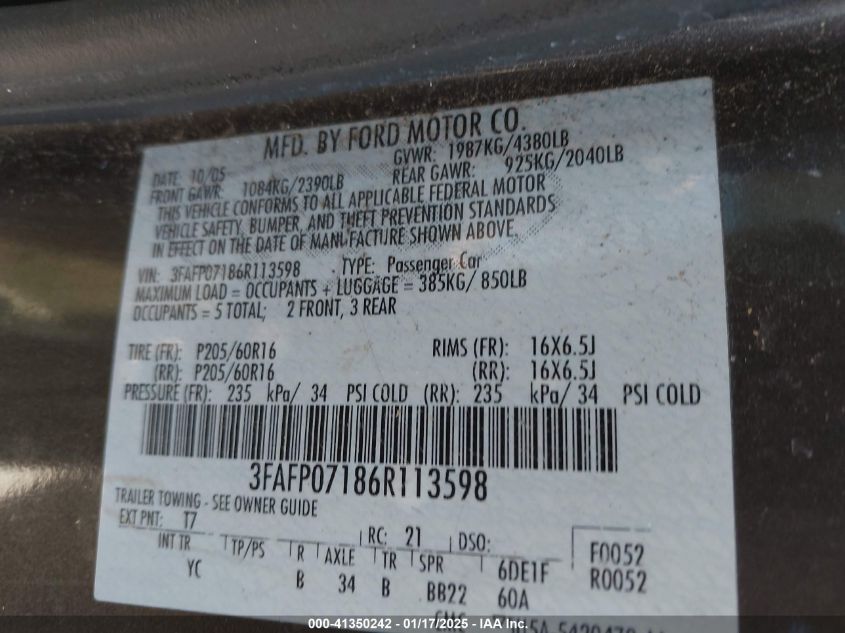 MFD. BY FORD MOTOR CO.
DATE: 10/05 GVWR: 1987KG/4380LB
FRONT GAWR: 1084KG/2390LB REAR GAWR: 925KG/2040LB
THIS VEHICLE CONFORMS TO ALL APPLICABLE FEDERAL MOTOR
VEHICLE SAFETY, BUMPER, AND THEFT PREVENTION STANDARDS
IN EFFECT ON THE DATE OF MANUFACTURE SHOWN ABOVE.
VIN: 3FAFP07186R113598 TYPE: Passenger Car
MAXIMUM LOAD = OCCUPANTS + LUGGAGE = 385KG/ 850LB
OCCUPANTS = 5 TOTAL; 2 FRONT, 3 REAR
TIRE (FR): P205/60R16 RIMS (FR): 16X6.5J
(RR): P205/60R16 (RR): 16X6.5J
PRESSURE (FR): 235 kPa/ 34 PSI COLD (RR): 235 kPa/ 34 PSI COLD
3FAFP07186R113598
TRAILER TOWING - SEE OWNER GUIDE
EXT PNT: T7 RC: 21 DSO: F0052
INT TR TP/PS R AXLE TR SPR 6DE1F R0052
YC B 34 B BB22 60A
000-41350242 - 01/17/2025 - IAA Inc.